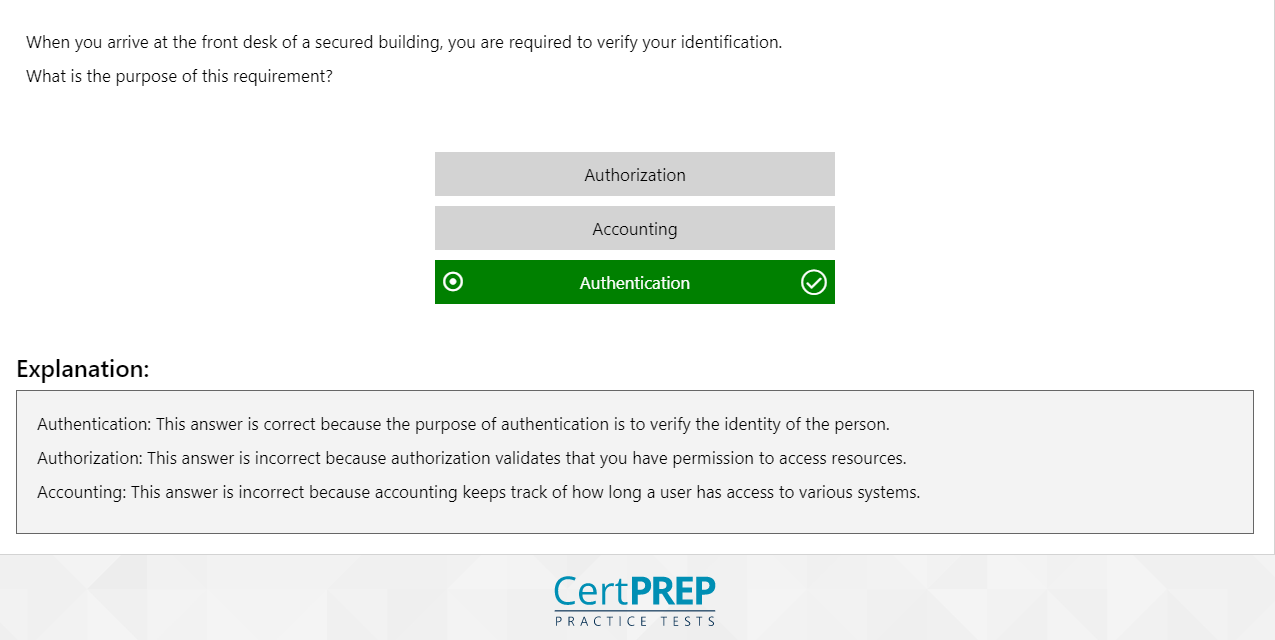 When you arrive at the front desk of a secured building, you are required to verify your identification.
What is the purpose of this requirement?
Authorization
Accounting
Authentication
Explanation:
Authentication: This answer is correct because the purpose of authentication is to verify the identity of the person.
Authorization: This answer is incorrect because authorization validates that you have permission to access resources.
Accounting: This answer is incorrect because accounting keeps track of how long a user has access to various systems.
CertPREP
PRACTICE TESTS